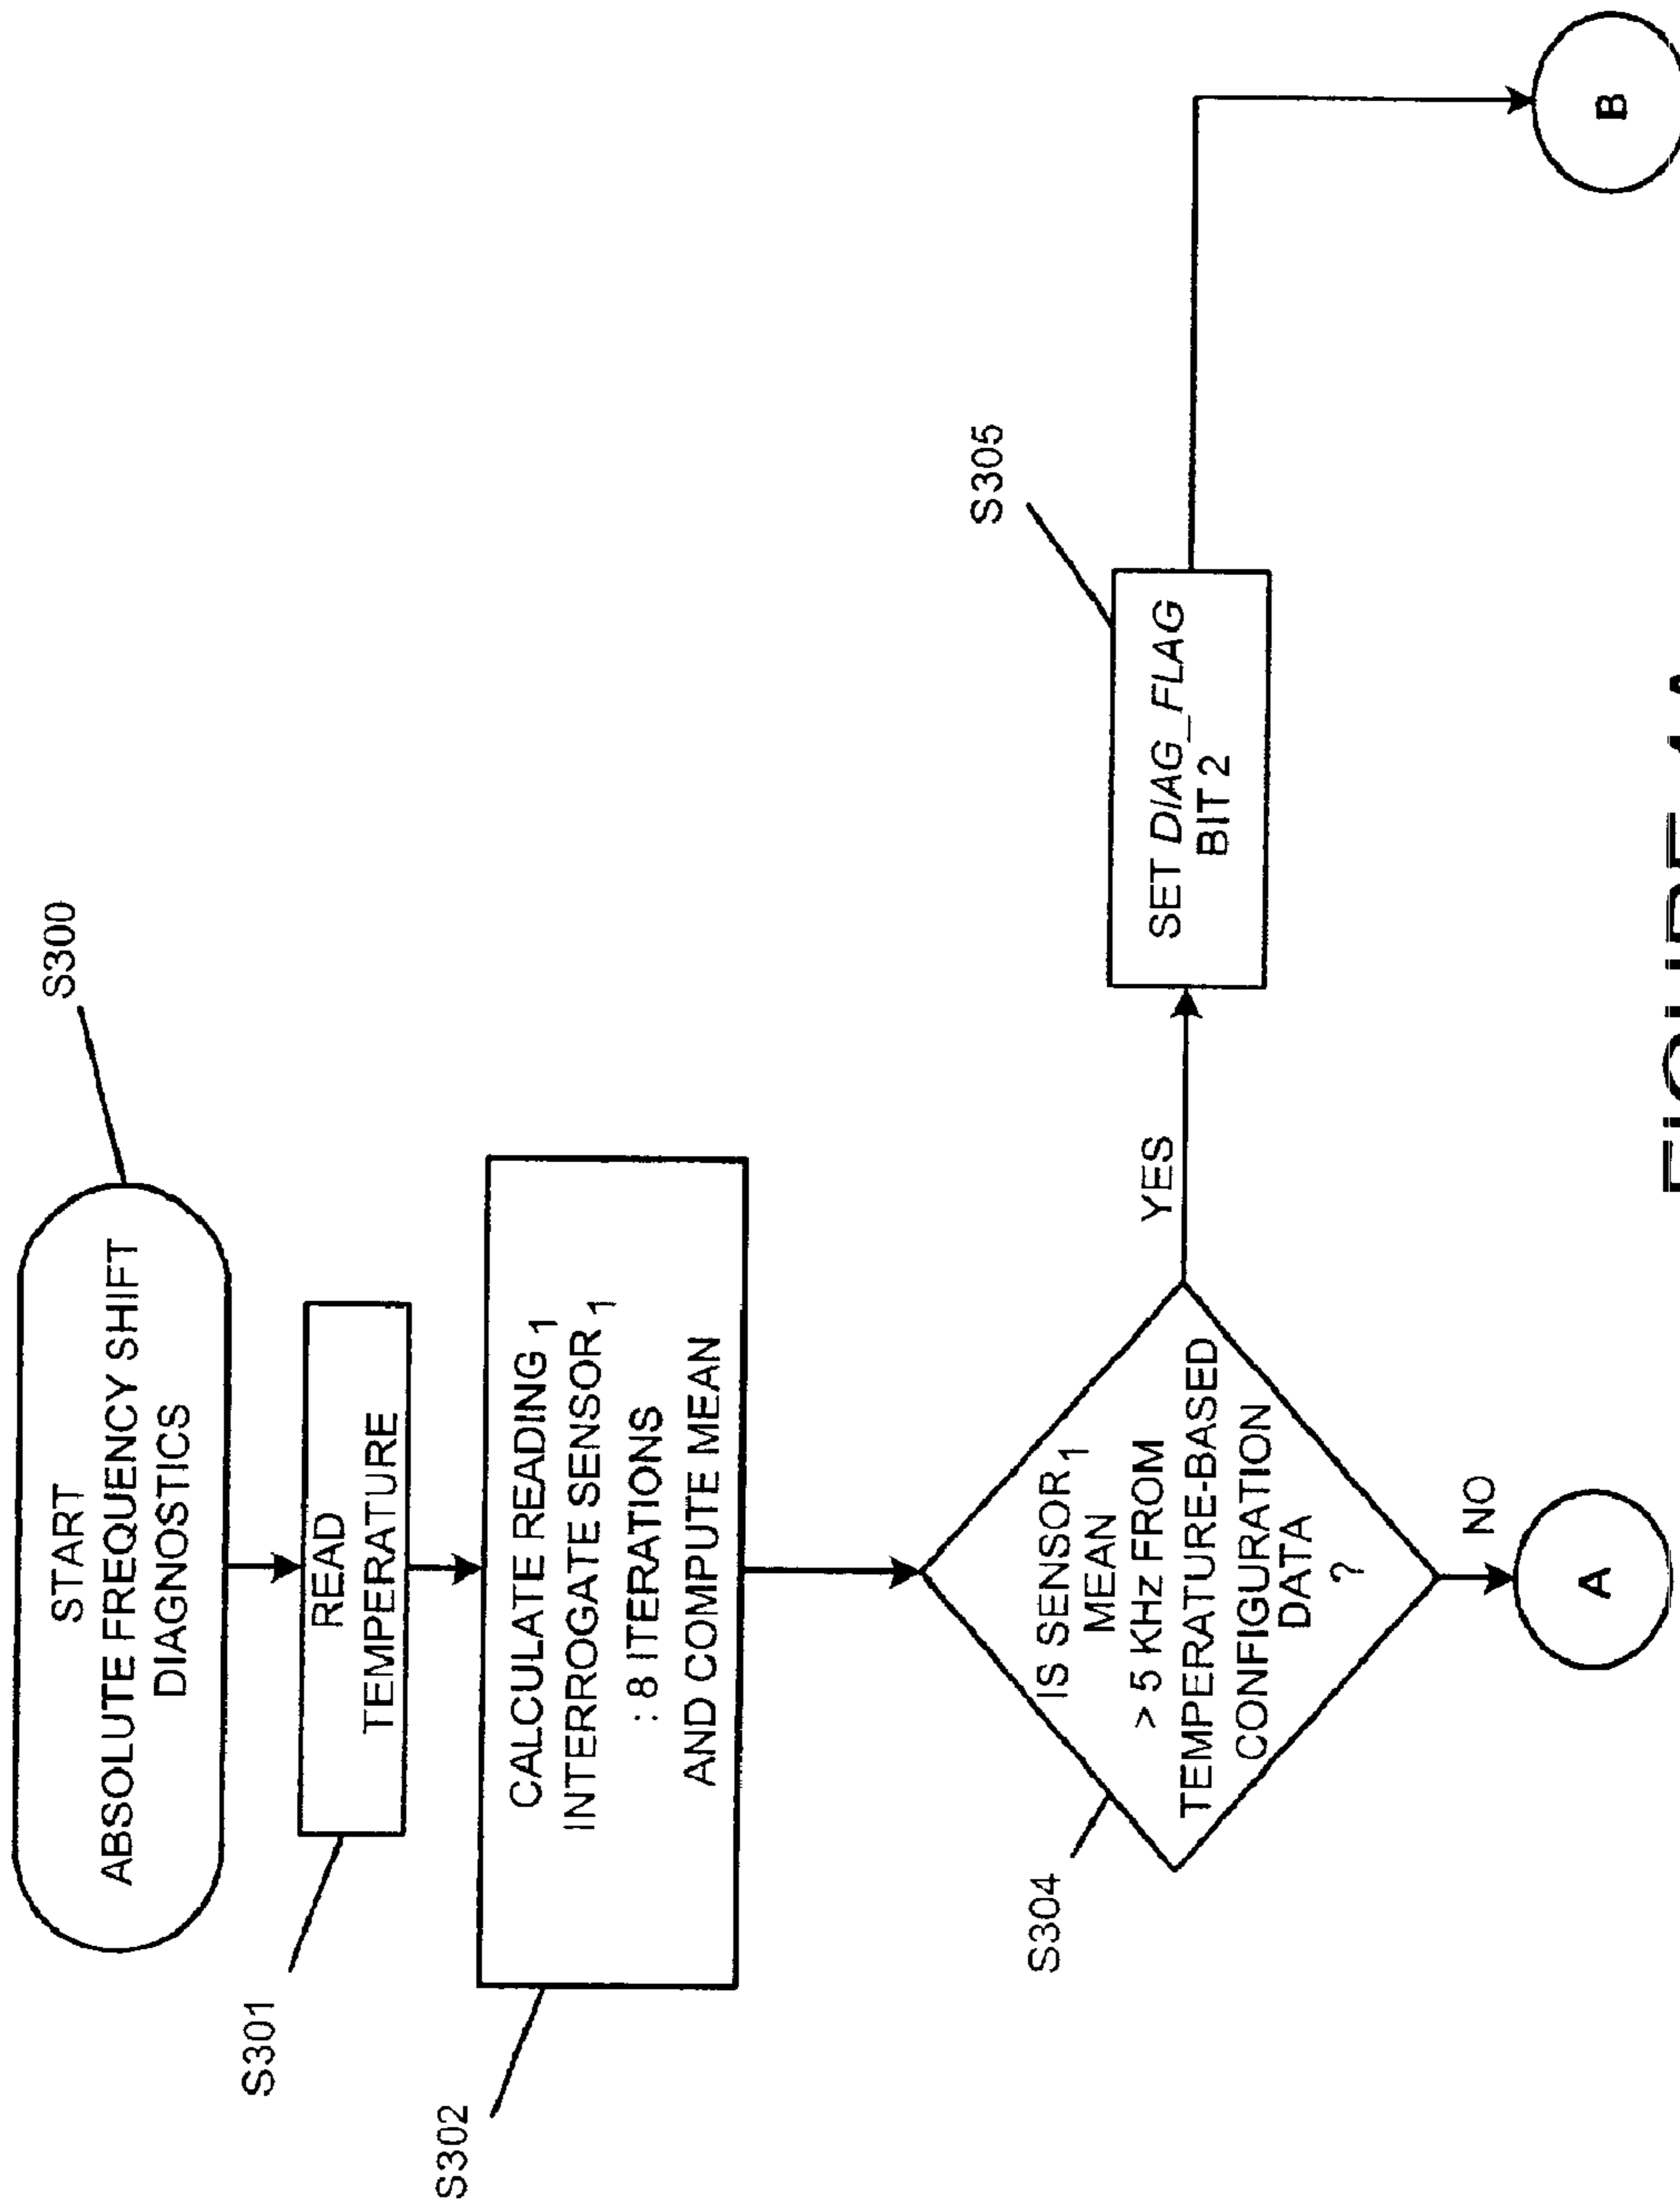 START
ABSOLUTE FREQUENCY SHIFT
DIAGNOSTICS
S300
READ
TEMPERATURE
S301
CALCULATE READING 1
INTERROGATE SENSOR 1
: 8 ITERATIONS
AND COMPUTE MEAN
S302
IS SENSOR 1
MEAN
> 5 KHz FROM
TEMPERATURE-BASED
CONFIGURATION
DATA
?
S304
YES
SET DIAG_FLAG
BIT 2
S305
NO
A
B